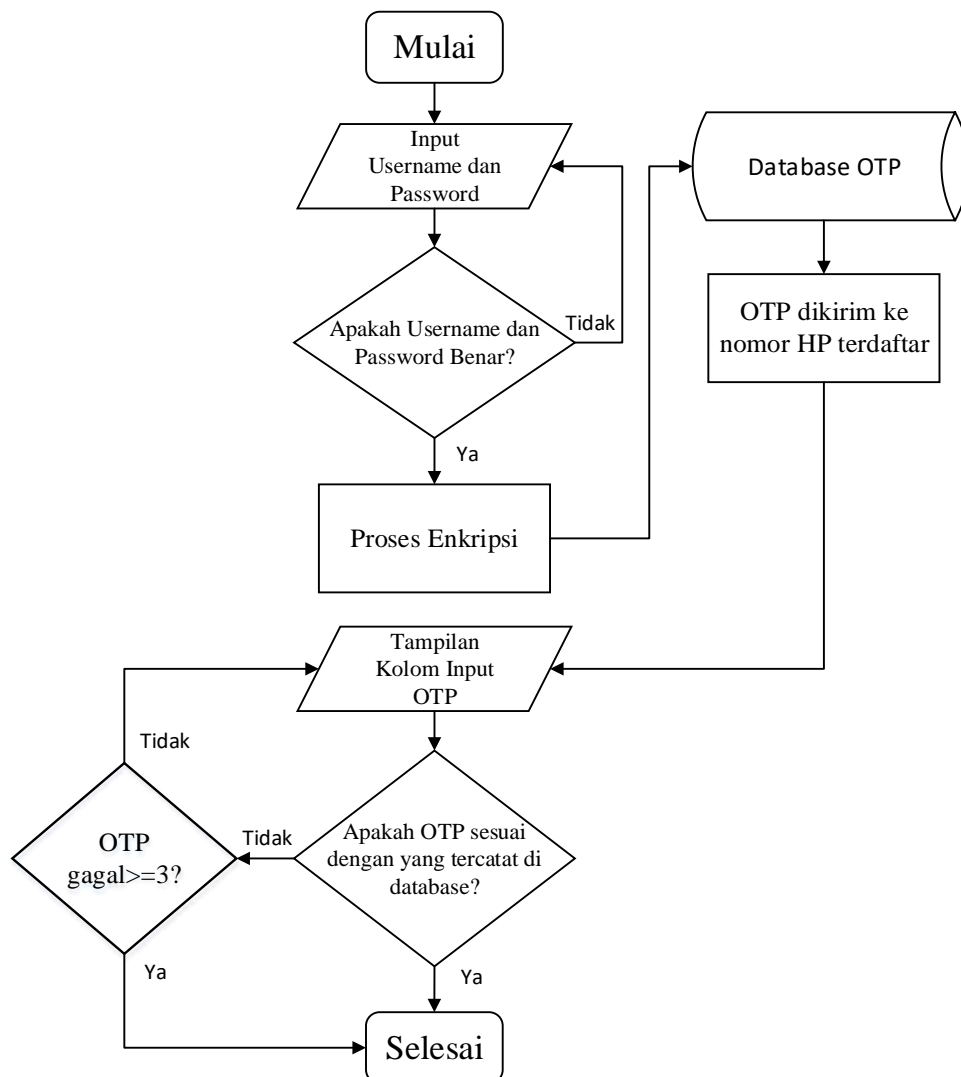 Mulai
Input
Username dan
Password
Apakah Username dan
Password Benar?
Tidak
Ya
Proses Enkripsi
Database OTP
OTP dikirim ke
nomor HP terdaftar
Tampilan
Kolom Input
OTP
Apakah OTP sesuai
dengan yang tercatat di
database?
Tidak
OTP
gagal>=3?
Tidak
Ya
Ya
Selesai